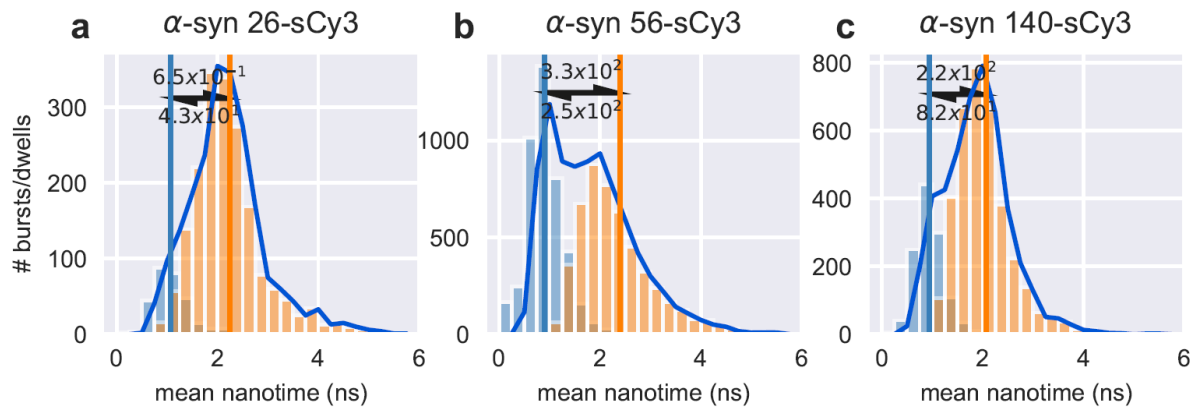 a α-syn 26-sCy3
6.5x10⁻¹
4.3x10¹
300
200
100
0
# bursts/dwells
0 2 4 6
mean nanotime (ns)
b α-syn 56-sCy3
3.3x10²
2.5x10²
1000
500
0
0 2 4 6
mean nanotime (ns)
c α-syn 140-sCy3
2.2x10²
8.2x10¹
800
600
400
200
0
0 2 4 6
mean nanotime (ns)